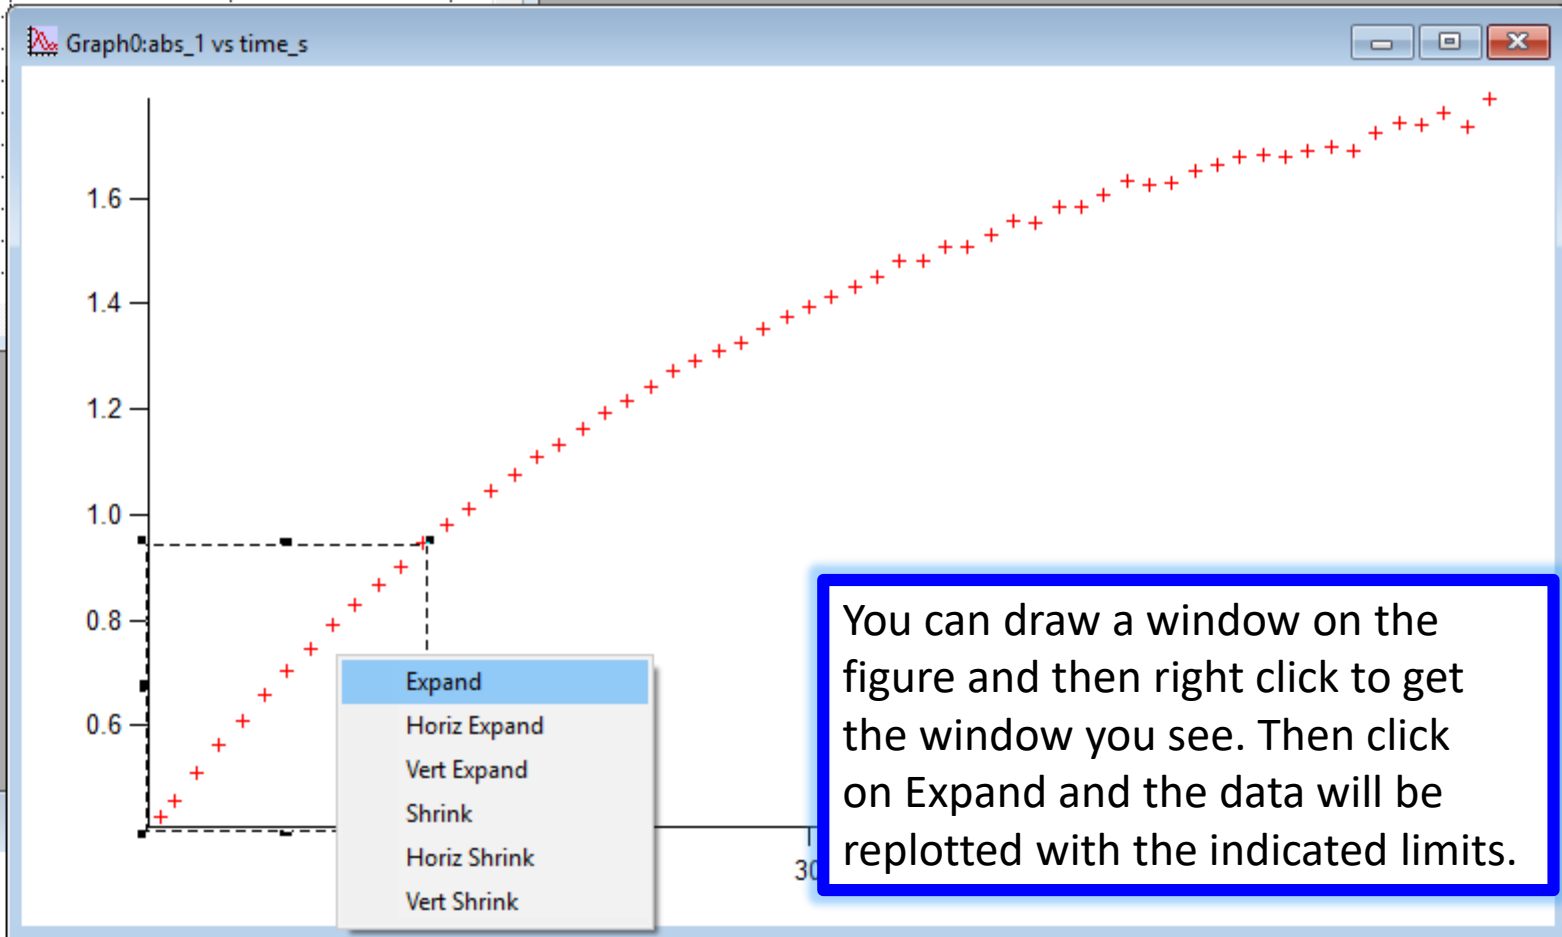 Graph0:abs_1 vs time_s
1.6
1.4
1.2
1.0
0.8
0.6
30
Expand
Horiz Expand
Vert Expand
Shrink
Horiz Shrink
Vert Shrink
You can draw a window on the
figure and then right click to get
the window you see. Then click
on Expand and the data will be
replotted with the indicated limits.